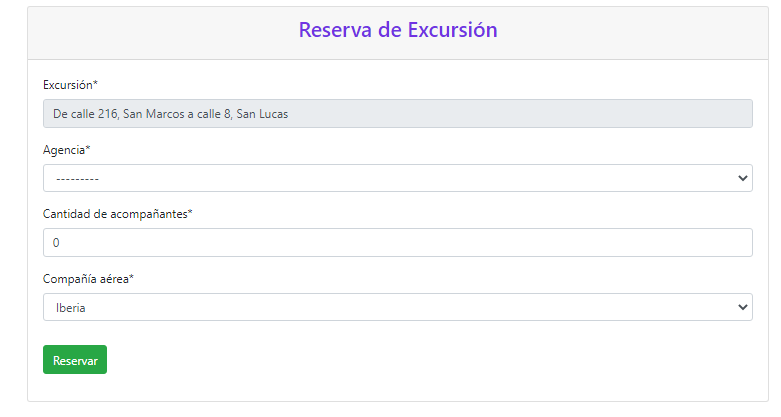 Reserva de Excursión
Excursión*
De calle 216, San Marcos a calle 8, San Lucas
Agencia*
---------
Cantidad de acompañantes*
0
Compañía aérea*
Iberia
Reservar